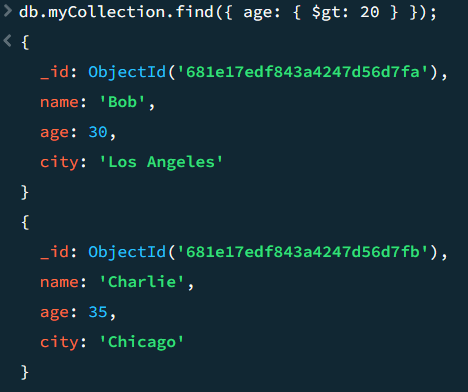 > db.myCollection.find({ age: { $gt: 20 } });
< {
_id: ObjectId('681e17edf843a4247d56d7fa'),
name: 'Bob',
age: 30,
city: 'Los Angeles'
}
{
_id: ObjectId('681e17edf843a4247d56d7fb'),
name: 'Charlie',
age: 35,
city: 'Chicago'
}